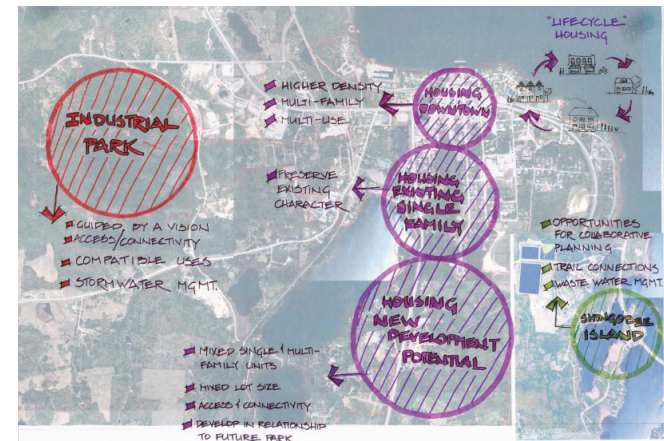 "LIFECYCLE"
HOUSING
INDUSTRIAL
PARK
GUIDED BY A VISION
ACCESS/CONNECTIVITY
COMPATIBLE USES
STORMWATER MGMT.
HIGHER DENSITY
MULTI-FAMILY
MULTI-USE
HOUSING
DOWNTOWN
PRESERVE
EXISTING
CHARACTER
HOUSING
EXISTING
SINGLE
FAMILY
HOUSING
NEW
DEVELOPMENT
POTENTIAL
MIXED SINGLE & MULTI-
FAMILY UNITS
MIXED LOT SIZE
ACCESS & CONNECTIVITY
DEVELOP IN RELATIONSHIP
TO FUTURE PARK
OPPORTUNITIES
FOR COLLABORATIVE
PLANNING
TRAIL CONNECTIONS
WASTE WATER MGMT.
SHINGOBEE
ISLAND